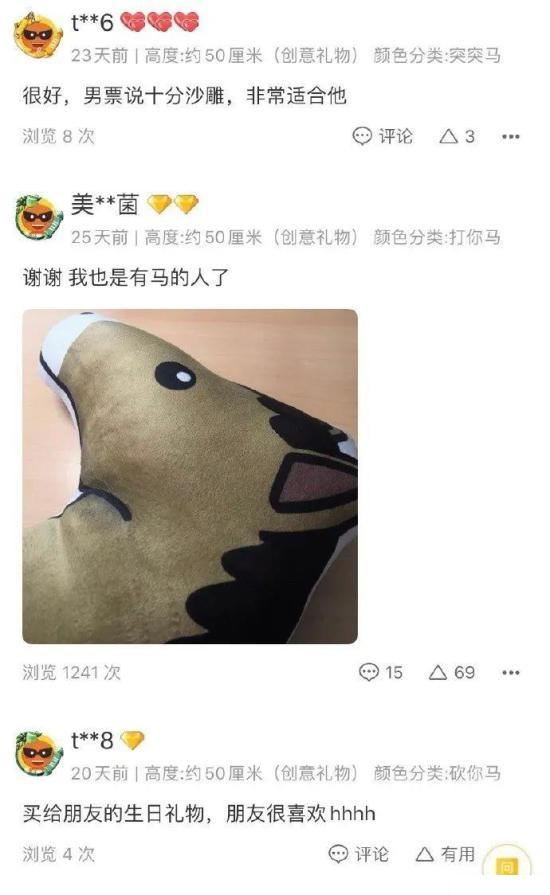 t**6
23天前 | 高度:约50厘米（创意礼物） 颜色分类:突突马
很好，男票说十分沙雕，非常适合他
浏览 8 次 评论 3
美**菌
25天前 | 高度:约50厘米（创意礼物） 颜色分类:打你马
谢谢 我也是有马的人了
浏览 1241 次 15 69
t**8
20天前 | 高度:约50厘米（创意礼物） 颜色分类:砍你马
买给朋友的生日礼物，朋友很喜欢hhhh
浏览 4 次 评论 有用
问